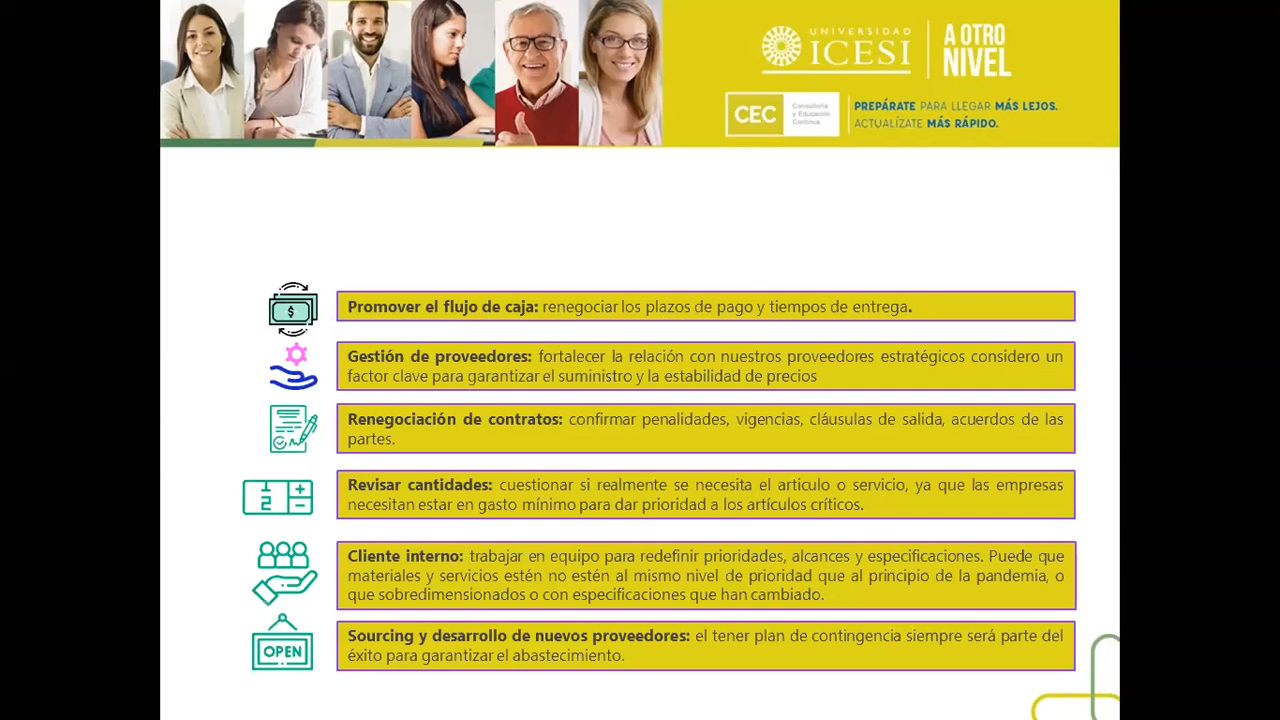 UNIVERSIDAD
ICESI
A OTRO
NIVEL
CEC
Consultoría
y Educación
Continua
PREPÁRATE PARA LLEGAR MÁS LEJOS.
ACTUALÍZATE MÁS RÁPIDO.
$
Promover el flujo de caja: renegociar los plazos de pago y tiempos de entrega.
Gestión de proveedores: fortalecer la relación con nuestros proveedores estratégicos considero un
factor clave para garantizar el suministro y la estabilidad de precios
Renegociación de contratos: confirmar penalidades, vigencias, cláusulas de salida, acuerdos de las
partes.
1 +
2 −
Revisar cantidades: cuestionar si realmente se necesita el articulo o servicio, ya que las empresas
necesitan estar en gasto mínimo para dar prioridad a los artículos críticos.
Cliente interno: trabajar en equipo para redefinir prioridades, alcances y especificaciones. Puede que
materiales y servicios estén no estén al mismo nivel de prioridad que al principio de la pandemia, o
que sobredimensionados o con especificaciones que han cambiado.
OPEN
Sourcing y desarrollo de nuevos proveedores: el tener plan de contingencia siempre será parte del
éxito para garantizar el abastecimiento.